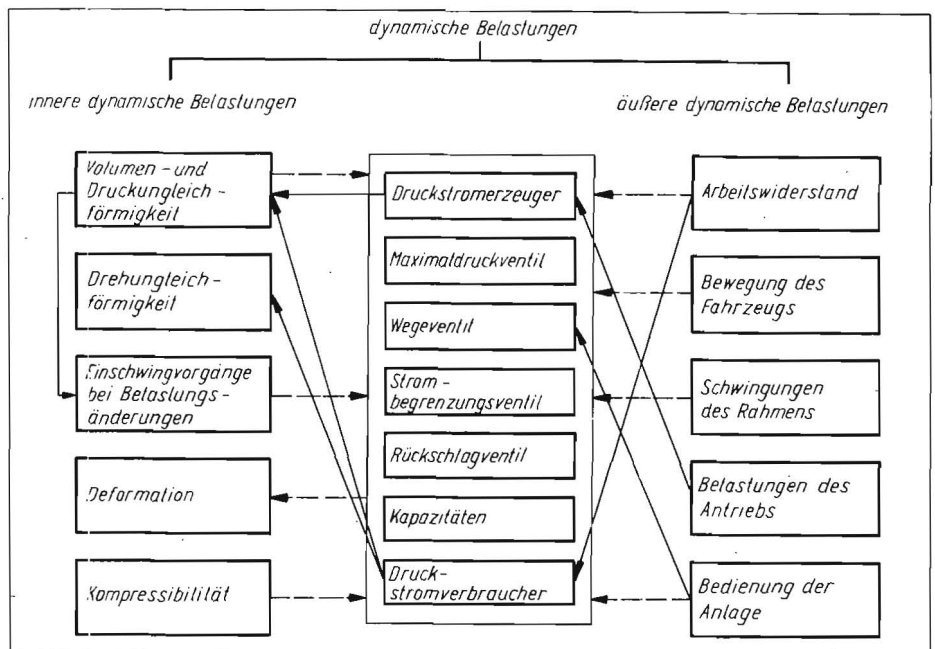 dynamische Belastungen
innere dynamische Belastungen
äußere dynamische Belastungen
Volumen - und
Druckungleich -
förmigkeit
Drehungleich -
förmigkeit
Einschwingvorgänge
bei Belastungs -
änderungen
Deformation
Kompressibilität
Druckstromerzeuger
Maximaldruckventil
Wegeventil
Strom -
begrenzungsventil
Rückschlagventil
Kapazitäten
Druck -
stromverbraucher
Arbeitswiderstand
Bewegung des
Fahrzeugs
Schwingungen
des Rahmens
Belastungen des
Antriebs
Bedienung der
Anlage